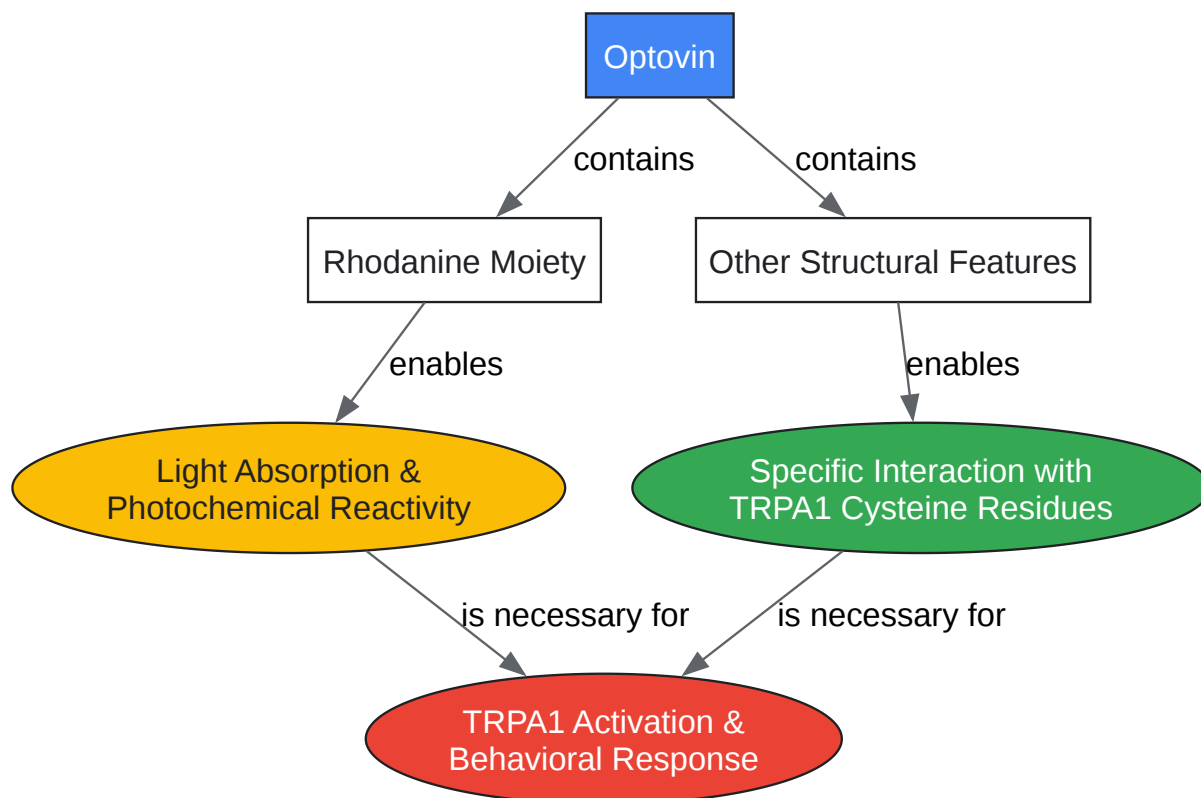 Optovin
contains
contains
Rhodanine Moiety
Other Structural Features
enables
enables
Light Absorption &
Photochemical Reactivity
Specific Interaction with
TRPA1 Cysteine Residues
is necessary for
is necessary for
TRPA1 Activation &
Behavioral Response